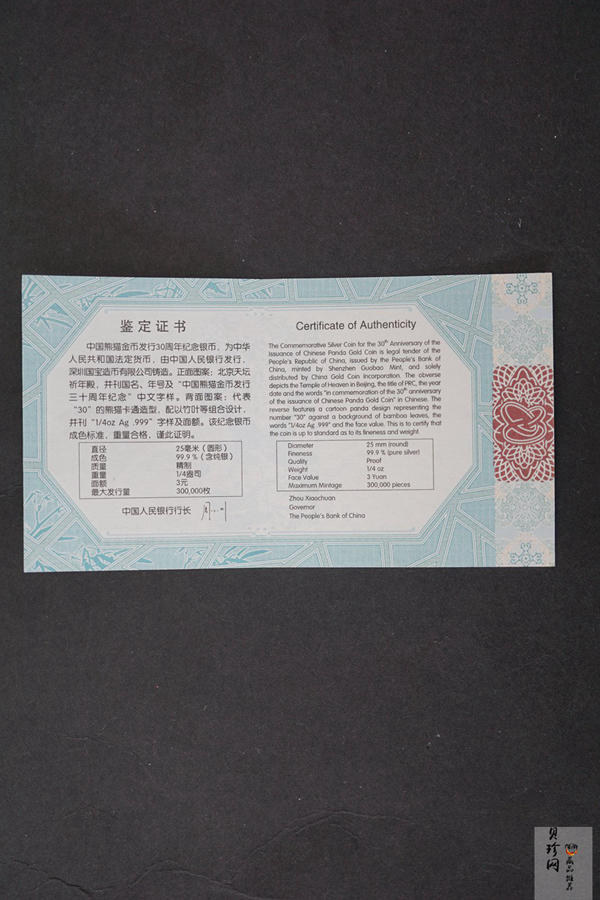 鉴定证书
中国熊猫金币发行30周年纪念银币，为中华
人民共和国法定货币，由中国人民银行发行，
深圳国宝造币有限公司铸造。正面图案：北京天坛
祈年殿，并刊国名、年号及“中国熊猫金币发行
三十周年纪念”中文字样。背面图案：代表
“30”的熊猫卡通造型，配以竹叶等组合设计，
并刊“1/4oz Ag .999”字样及面额。该纪念银币
成色标准，重量合格，谨此证明。
直径 25毫米（圆形）
成色 99.9％（含纯银）
质量 精制
重量 1/4盎司
面额 3元
最大发行量 300,000枚
中国人民银行行长
Certificate of Authenticity
The Commemorative Silver Coin for the 30th Anniversary of the
Issuance of Chinese Panda Gold Coin is legal tender of the
People's Republic of China, issued by the People's Bank of
China, minted by Shenzhen Guobao Mint, and solely
distributed by China Gold Coin Incorporation. The obverse
depicts the Temple of Heaven in Beijing, the title of PRC, the year
date and the words "in commemoration of the 30th anniversary
of the issuance of Chinese Panda Gold Coin" in Chinese. The
reverse features a cartoon panda design representing the
number "30" against a background of bamboo leaves, the
words "1/4oz Ag .999" and the face value. This is to certify that
the coin is up to standard as to its fineness and weight.
Diameter 25 mm (round)
Fineness 99.9 % (pure silver)
Quality Proof
Weight 1/4 oz
Face Value 3 Yuan
Maximum Mintage 300,000 pieces
Zhou Xiaochuan
Governor
The People's Bank of China
贝珍网
藏品推荐